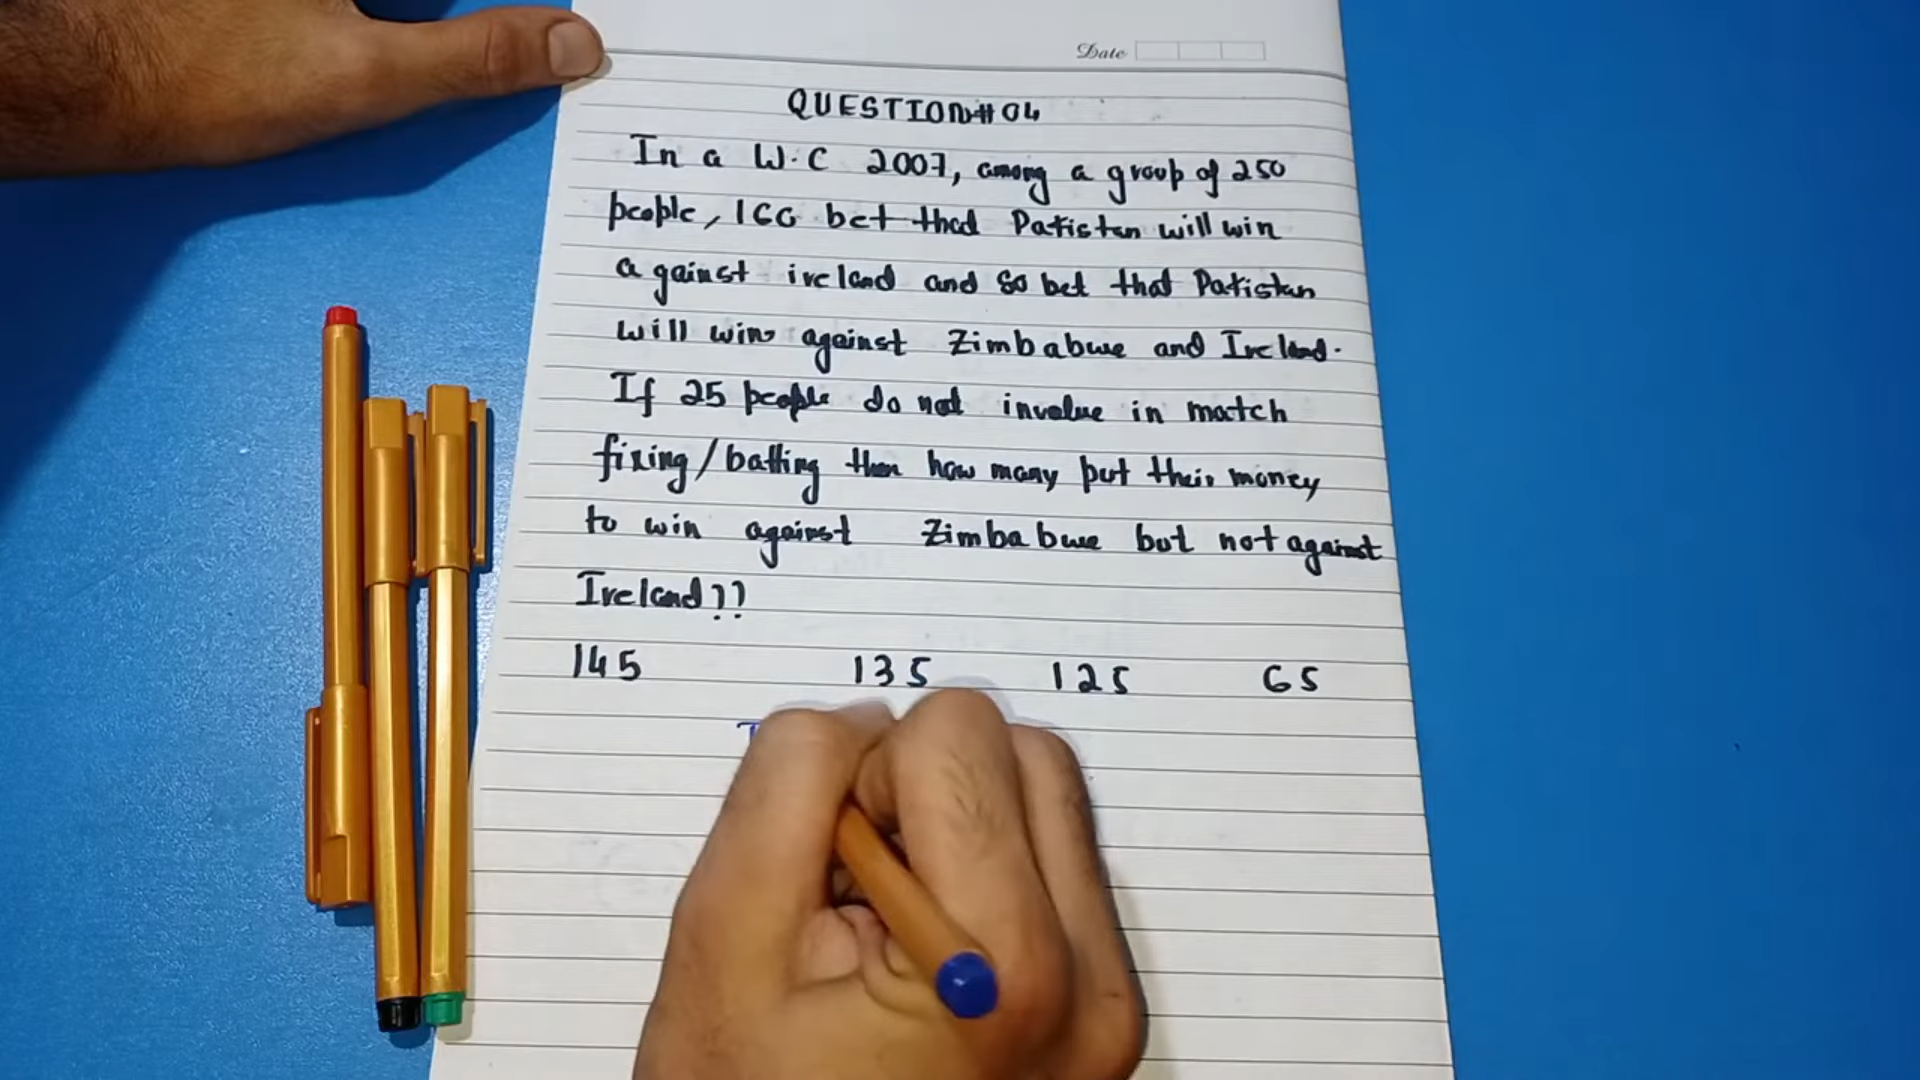 Date
QUESTION# 04
In a W.C 2007, among a group of 250
people, 160 bet that Pakistan will win
against ireland and 80 bet that Pakistan
will win against Zimbabwe and Ireland.
If 25 people do not involve in match
fixing/batting then how many put their money
to win against Zimbabwe but not against
Ireland??
145 135 125 65